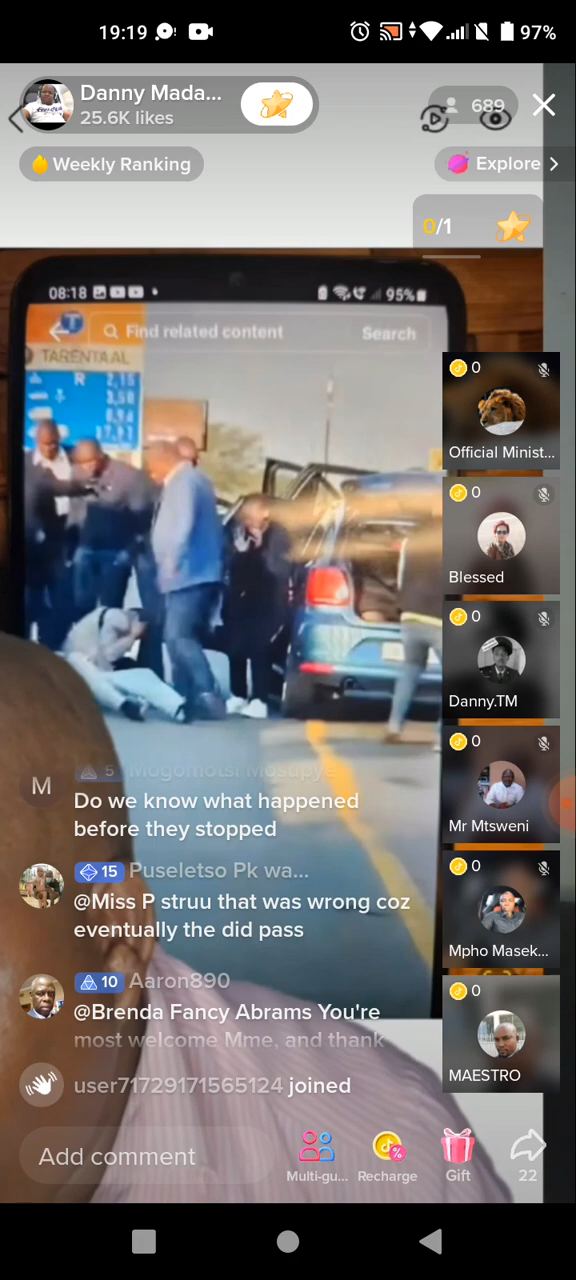 19:19
97%
Danny Mada...
25.6K likes
689
Weekly Ranking
Explore
0/1
08:18
95%
Find related content
Search
TARENTAAL
R
0
Official Minist...
0
Blessed
0
Danny.TM
0
Mr Mtsweni
0
Mpho Masek...
0
MAESTRO
M
5 Mogomotsi Mosupye
Do we know what happened
before they stopped
15 Puseletso Pk wa...
@Miss P struu that was wrong coz
eventually the did pass
10 Aaron890
@Brenda Fancy Abrams You're
most welcome Mme, and thank
user71729171565124 joined
Add comment
Multi-gu...
Recharge
Gift
22